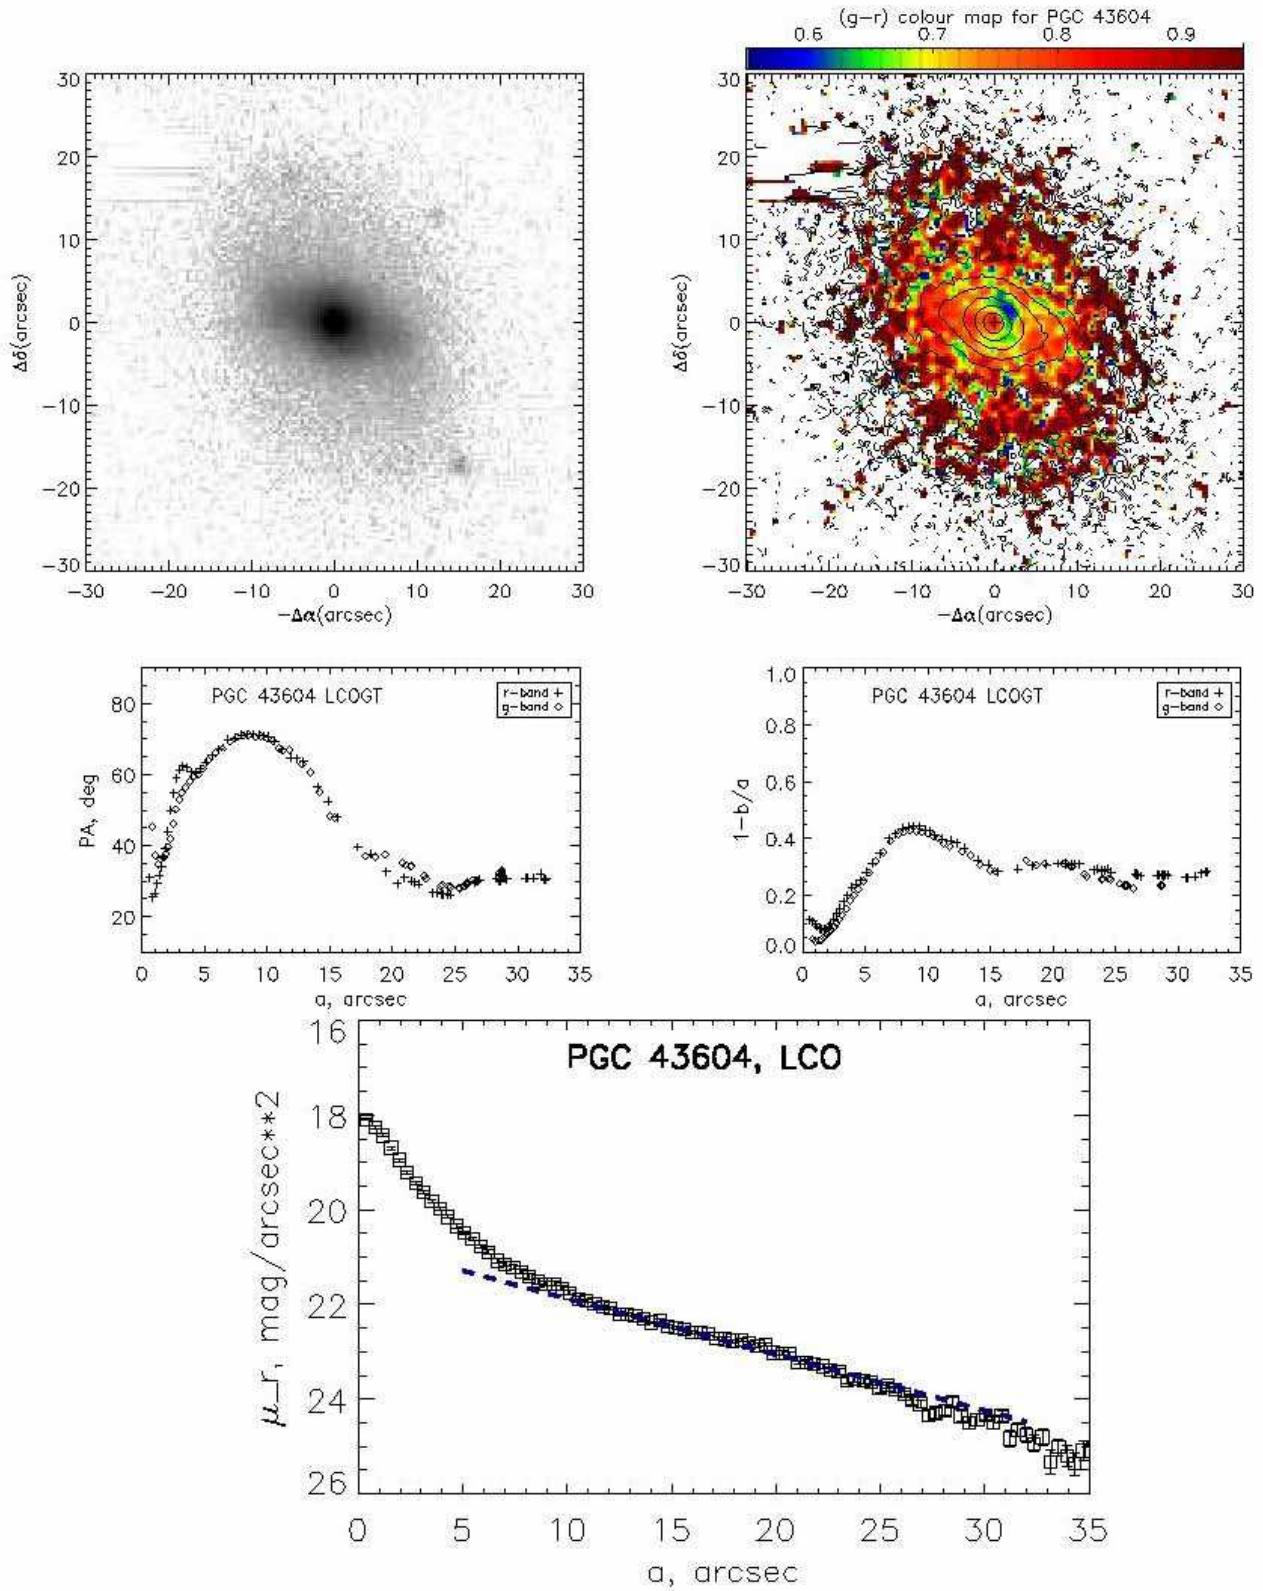 (g-r) colour map for PGC 43604
0.6 0.7 0.8 0.9
30
20
10
0
-10
-20
-30
Δδ(arcsec)
-30 -20 -10 0 10 20 30
-Δα(arcsec)
30
20
10
0
-10
-20
-30
Δδ(arcsec)
-30 -20 -10 0 10 20 30
-Δα(arcsec)
PGC 43604 LCOGT
r-band +
g-band ◇
80
60
40
20
PA, deg
0 5 10 15 20 25 30 35
a, arcsec
PGC 43604 LCOGT
r-band +
g-band ◇
1.0
0.8
0.6
0.4
0.2
0.0
1-b/a
0 5 10 15 20 25 30 35
a, arcsec
PGC 43604, LCO
16
18
20
22
24
26
μ_r, mag/arcsec**2
0 5 10 15 20 25 30 35
a, arcsec